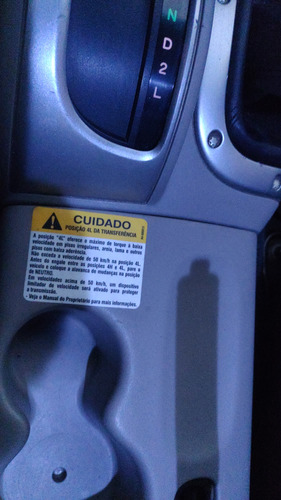 N
D
2
L
CUIDADO
POSIÇÃO 4L DA TRANSFERÊNCIA
A posição "4L" oferece o máximo de torque à baixa
velocidade em pisos irregulares, areia, lama e outros
pisos com baixa aderência.
Não exceda a velocidade de 50 km/h na posição 4L.
Antes do engate entre as posições 4H e 4L, pare o
veículo e coloque a alavanca de mudanças na posição
de NEUTRO.
Em velocidades acima de 50 km/h, um dispositivo
limitador de velocidade será ativado para proteger
a transmissão.
- Veja o Manual do Proprietário para mais informações.